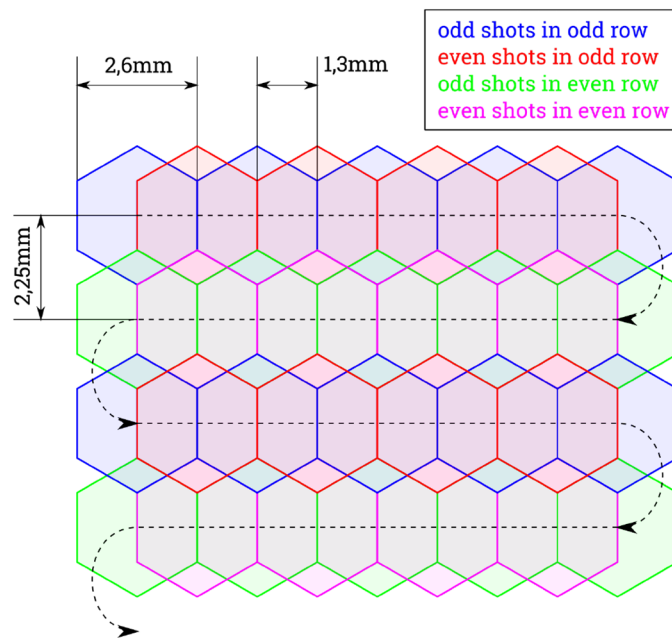 odd shots in odd row
even shots in odd row
odd shots in even row
even shots in even row
2,6mm
1,3mm
2,25mm